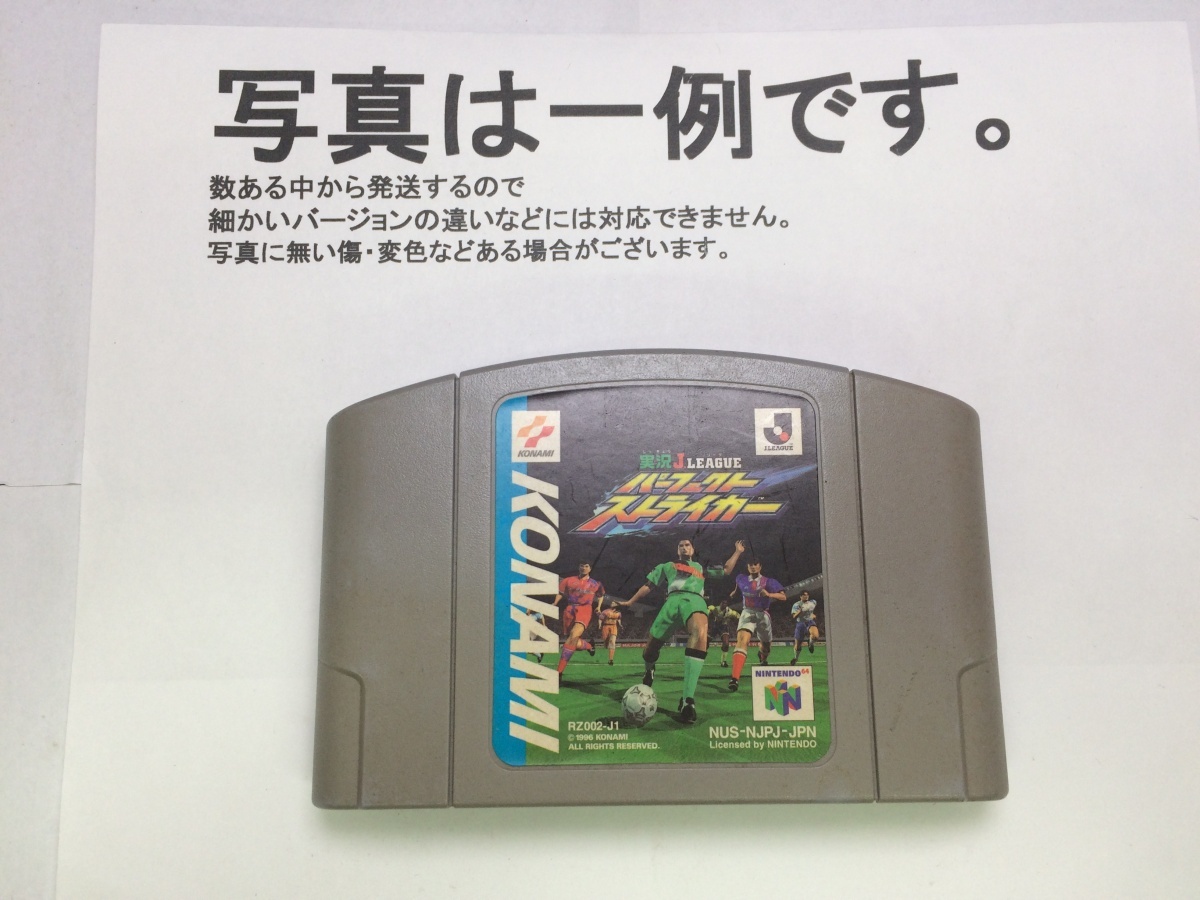 写真は一例です。
数ある中から発送するので
細かいバージョンの違いなどには対応できません。
写真に無い傷・変色などある場合がございます。
KONAMI
J.LEAGUE
実況 J.LEAGUE
パーフェクト
ストライカー™
KONAMI
NINTENDO 64
RZ002-J1
© 1996 KONAMI
ALL RIGHTS RESERVED.
NUS-NJPJ-JPN
Licensed by NINTENDO